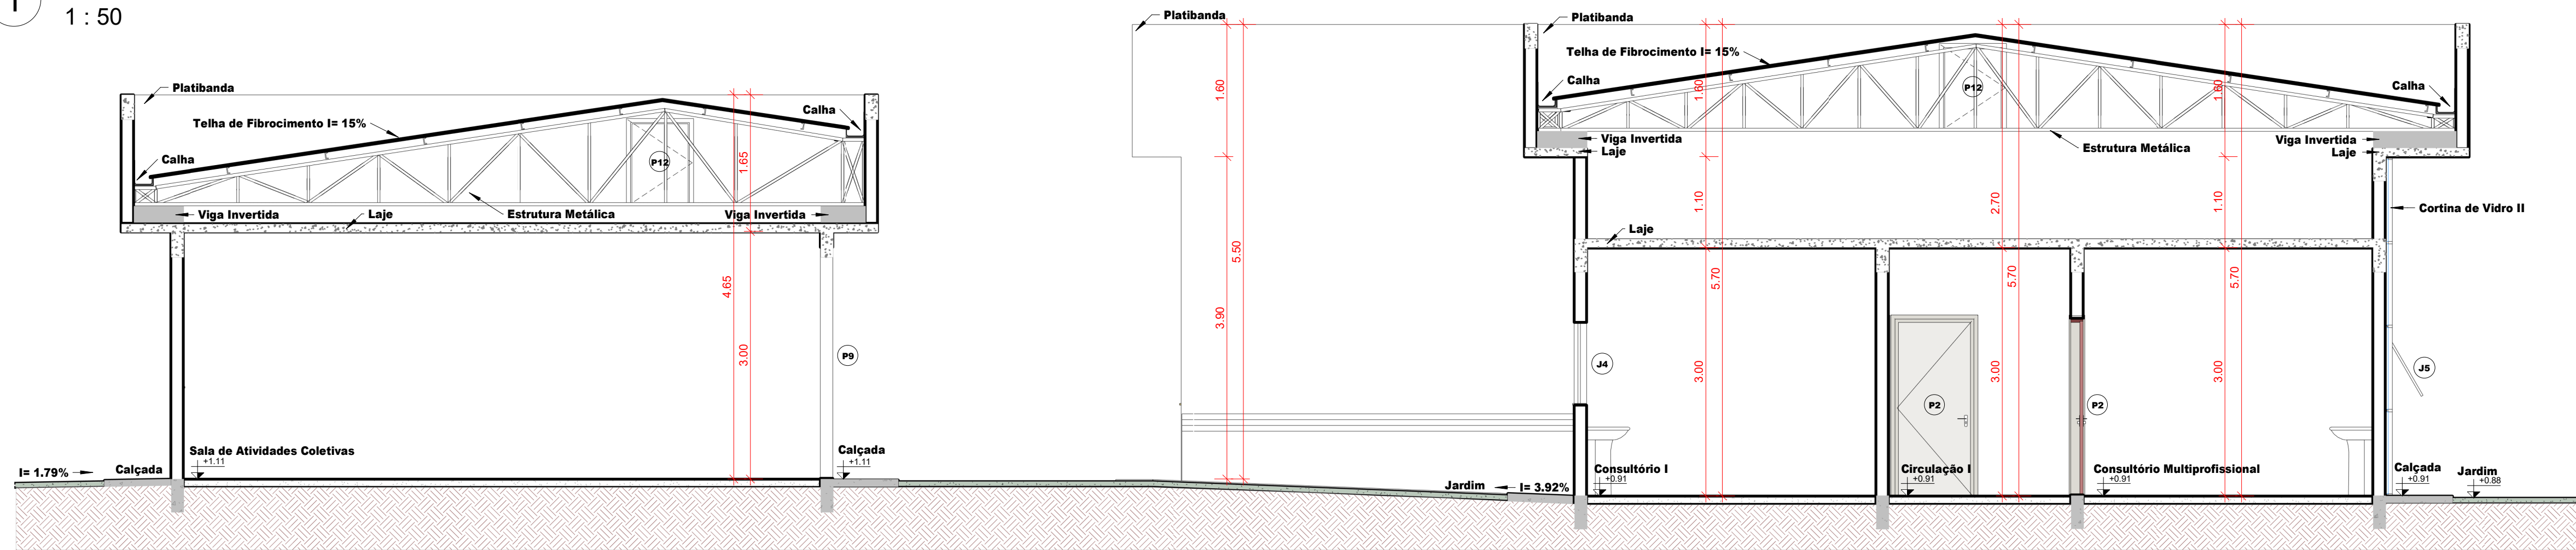 1
1 : 50
Platibanda
Telha de Fibrocimento I= 15%
Calha
Calha
P12
1.65
Viga Invertida
Laje
Estrutura Metálica
Viga Invertida
4.65
3.00
P9
Sala de Atividades Coletivas
+1.11
I= 1.79%
Calçada
Calçada
+1.11
Platibanda
1.60
5.50
3.90
Jardim
I= 3.92%
Platibanda
Telha de Fibrocimento I= 15%
Calha
1.60
P12
1.60
Calha
Viga Invertida
Laje
Estrutura Metálica
Viga Invertida
Laje
1.10
2.70
1.10
Cortina de Vidro II
Laje
5.70
5.70
5.70
J4
3.00
3.00
3.00
J5
P2
P2
Consultório I
+0.91
Circulação I
+0.91
Consultório Multiprofissional
+0.91
Calçada
+0.91
Jardim
+0.88